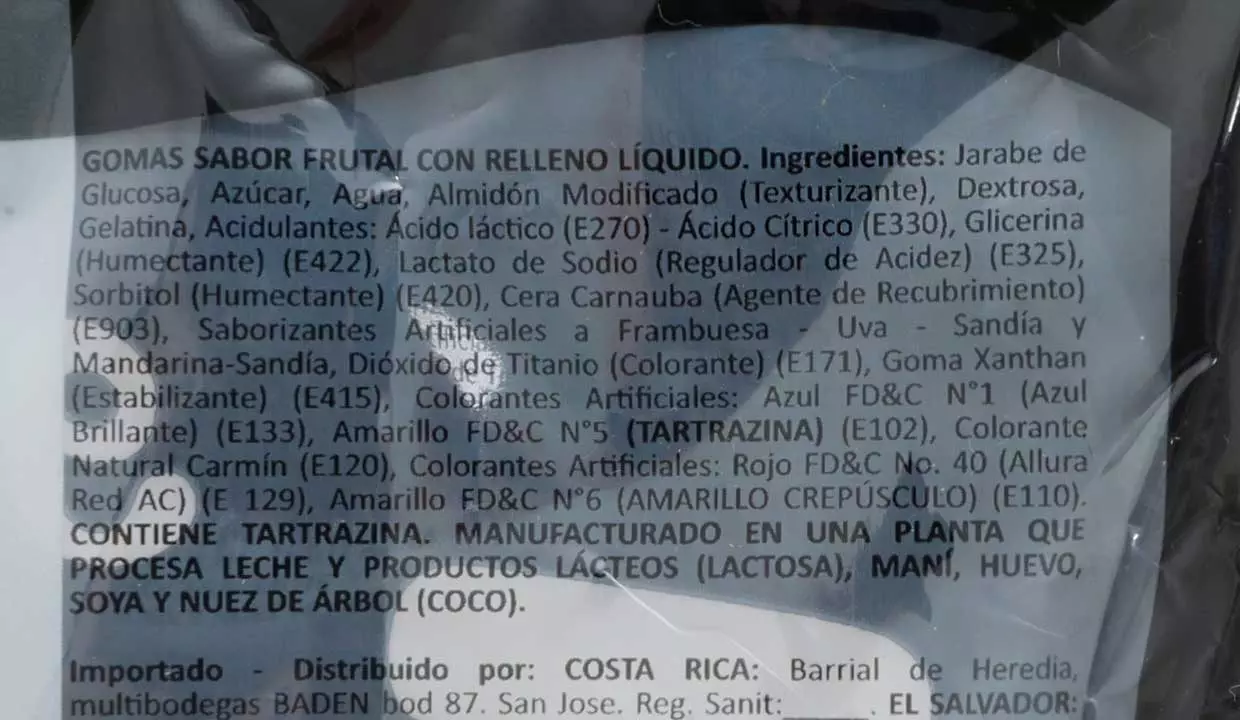 GOMAS SABOR FRUTAL CON RELLENO LÍQUIDO. Ingredientes: Jarabe de
Glucosa, Azúcar, Agua, Almidón Modificado (Texturizante), Dextrosa,
Gelatina, Acidulantes: Ácido láctico (E270) - Ácido Cítrico (E330), Glicerina
(Humectante) (E422), Lactato de Sodio (Regulador de Acidez) (E325),
Sorbitol (Humectante) (E420), Cera Carnauba (Agente de Recubrimiento)
(E903), Saborizantes Artificiales a Frambuesa - Uva - Sandía y
Mandarina-Sandía, Dióxido de Titanio (Colorante) (E171), Goma Xanthan
(Estabilizante) (E415), Colorantes Artificiales: Azul FD&C N°1 (Azul
Brillante) (E133), Amarillo FD&C N°5 (TARTRAZINA) (E102), Colorante
Natural Carmín (E120), Colorantes Artificiales: Rojo FD&C No. 40 (Allura
Red AC) (E 129), Amarillo FD&C N°6 (AMARILLO CREPÚSCULO) (E110).
CONTIENE TARTRAZINA. MANUFACTURADO EN UNA PLANTA QUE
PROCESA LECHE Y PRODUCTOS LÁCTEOS (LACTOSA), MANÍ, HUEVO,
SOYA Y NUEZ DE ÁRBOL (COCO).
Importado - Distribuido por: COSTA RICA: Barrial de Heredia,
multibodegas BADEN bod 87. San Jose. Reg. Sanit:_____. EL SALVADOR: